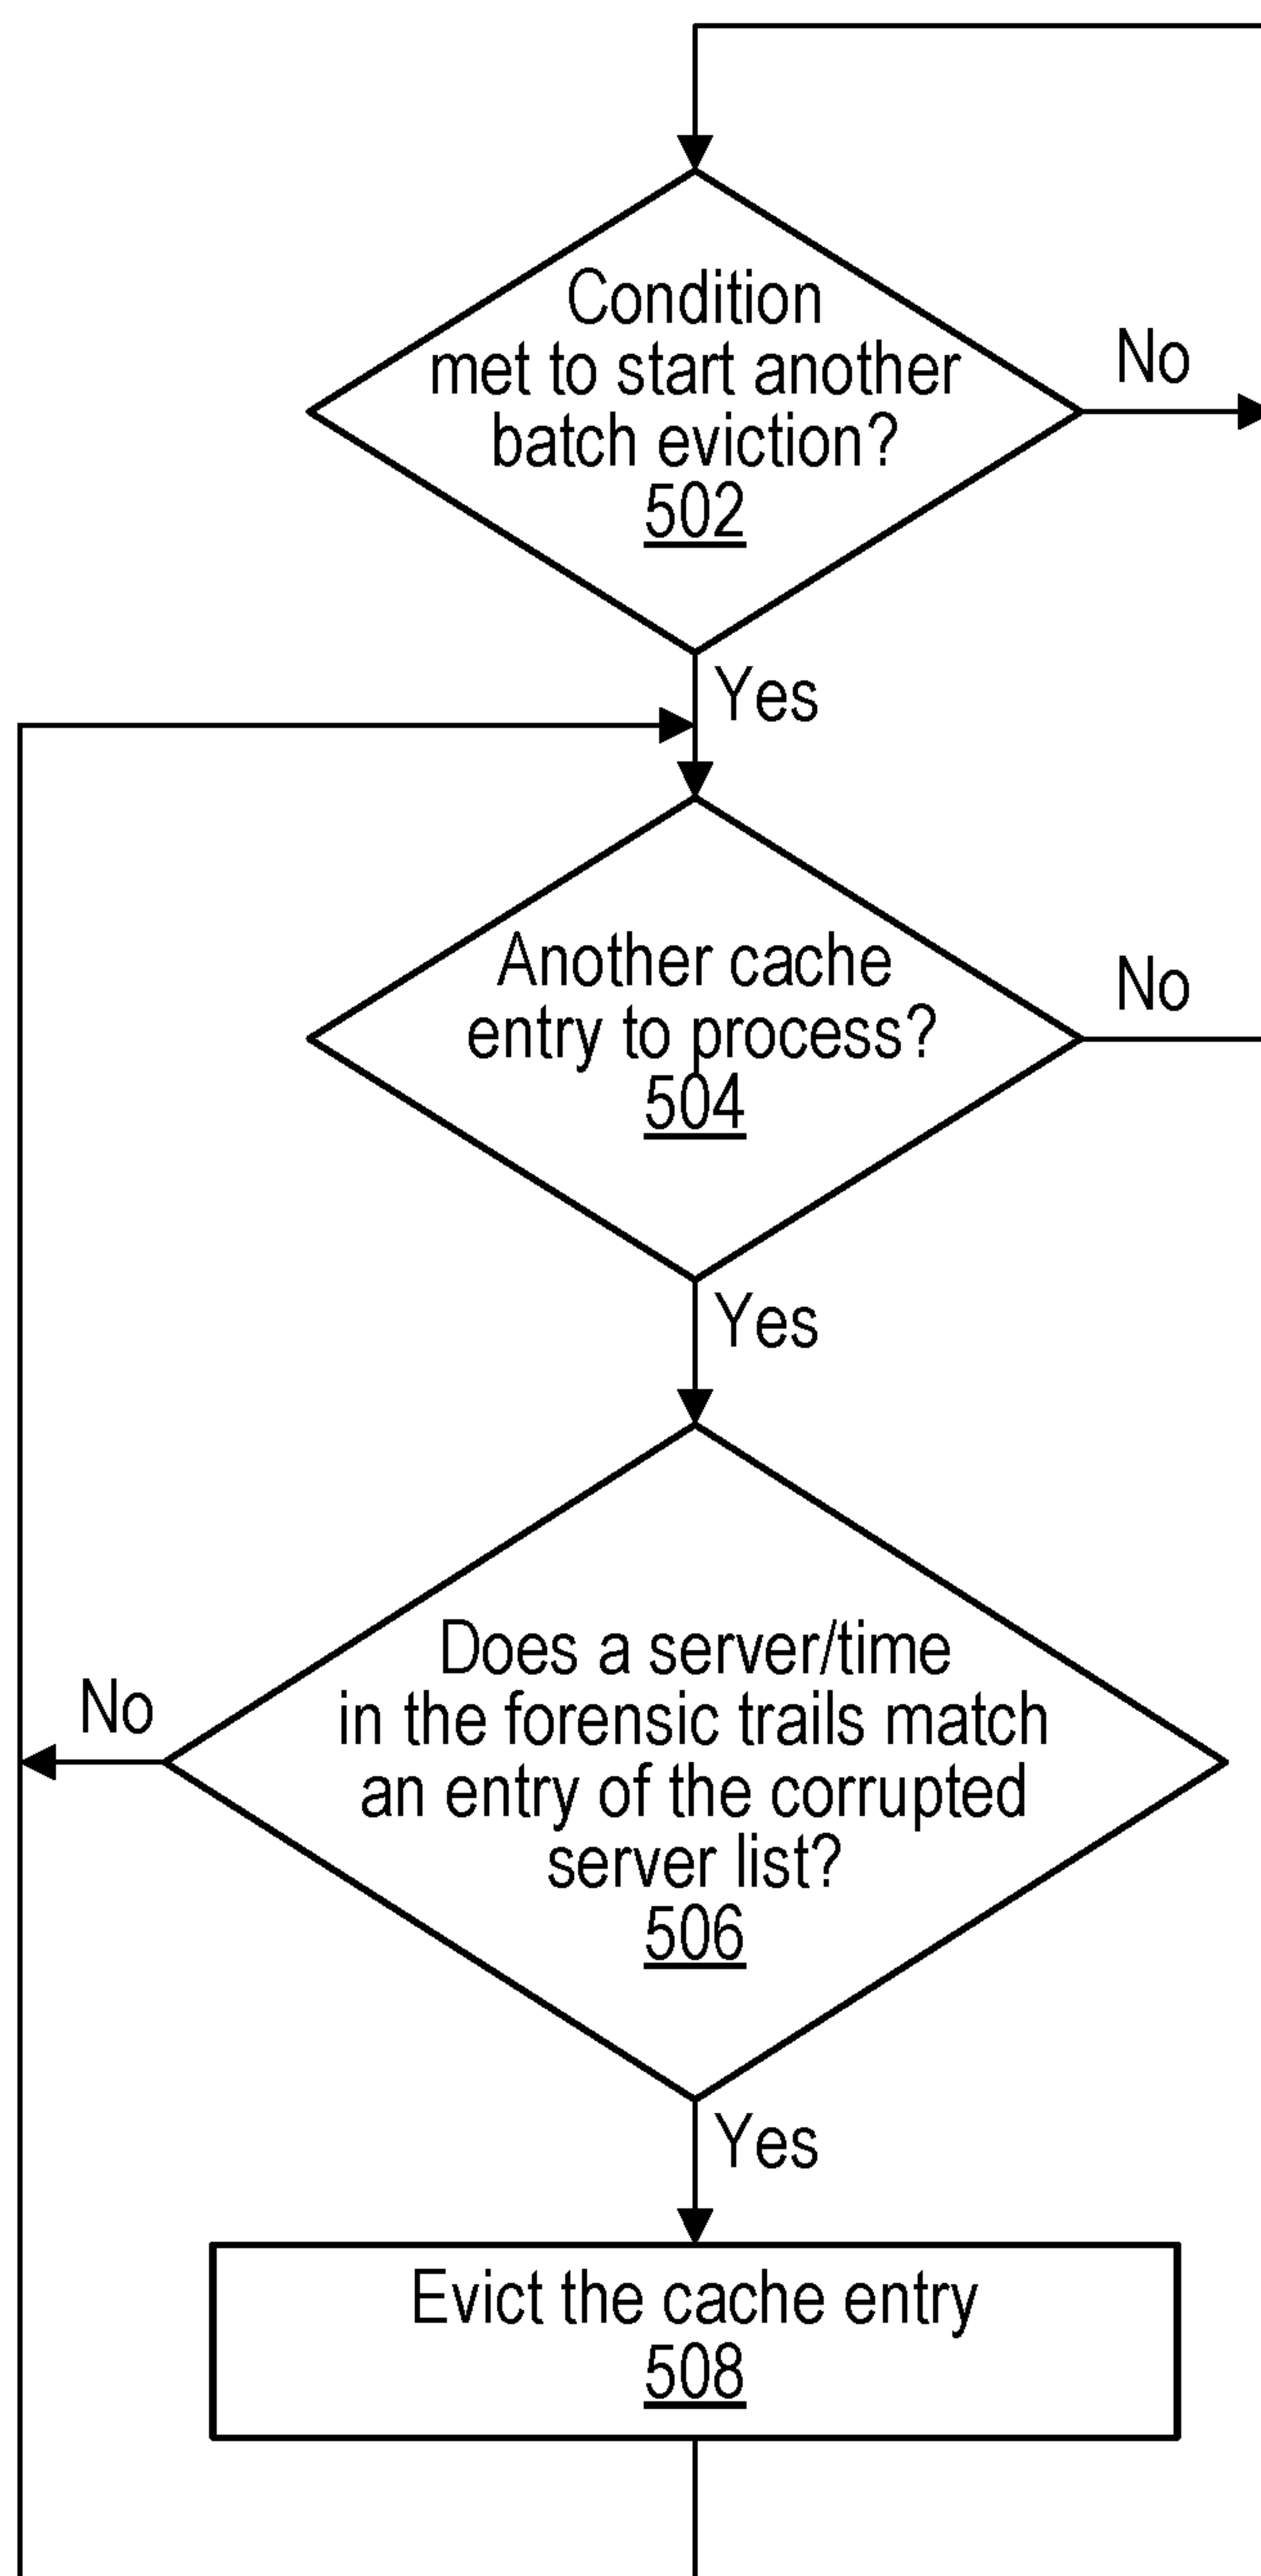 Condition
met to start another
batch eviction?
502
No
Yes
Another cache
entry to process?
504
No
Yes
Does a server/time
in the forensic trails match
an entry of the corrupted
server list?
506
No
Yes
Evict the cache entry
508